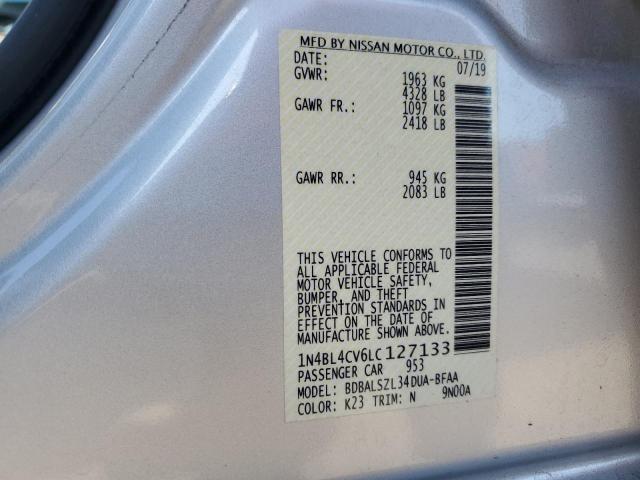 MFD BY NISSAN MOTOR CO., LTD.
DATE: 07/19
GVWR: 1963 KG
4328 LB
GAWR FR.: 1097 KG
2418 LB
GAWR RR.: 945 KG
2083 LB
THIS VEHICLE CONFORMS TO
ALL APPLICABLE FEDERAL
MOTOR VEHICLE SAFETY,
BUMPER, AND THEFT
PREVENTION STANDARDS IN
EFFECT ON THE DATE OF
MANUFACTURE SHOWN ABOVE.
1N4BL4CV6LC127133
PASSENGER CAR 953
MODEL: BDBALSZL34DUA-BFAA
COLOR: K23 TRIM: N 9N00A